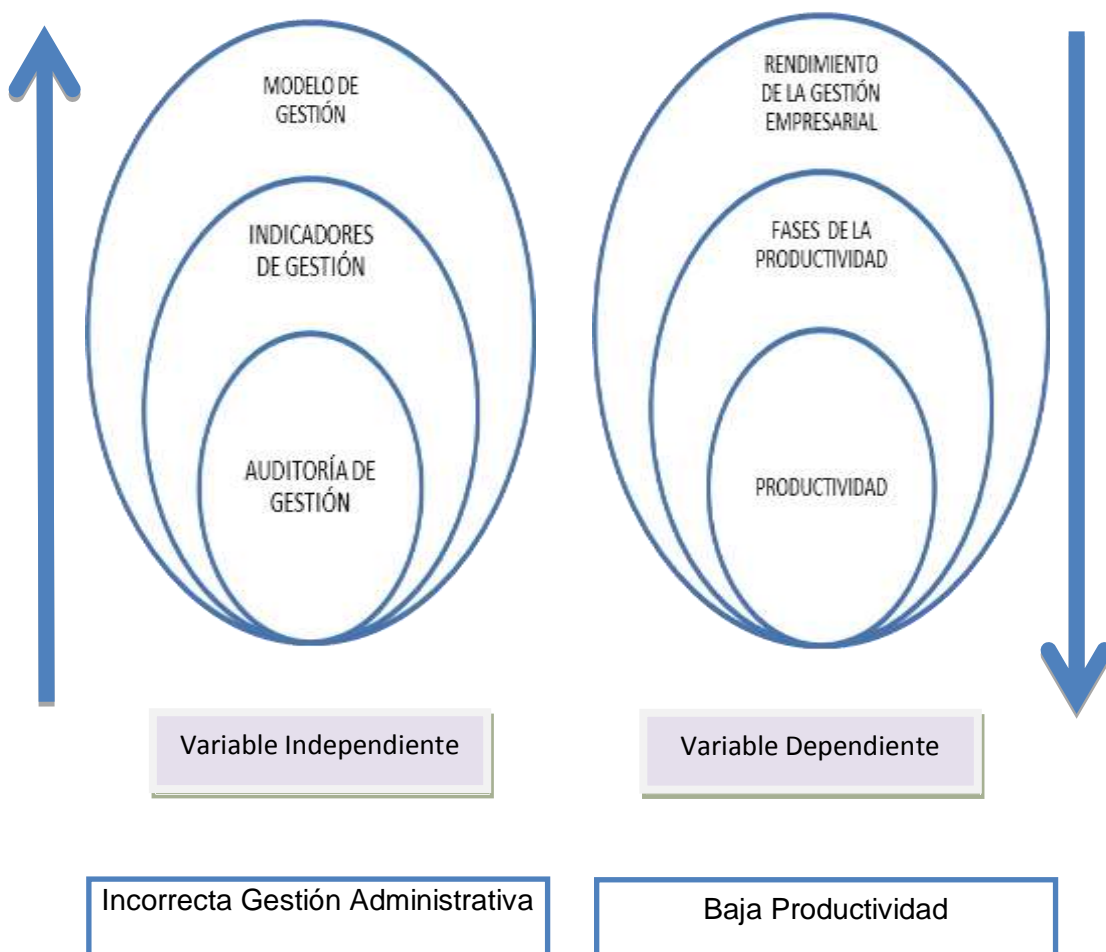 MODELO DE
GESTIÓN
INDICADORES
DE GESTIÓN
AUDITORÍA DE
GESTIÓN
RENDIMIENTO
DE LA GESTIÓN
EMPRESARIAL
FASES DE LA
PRODUCTIVIDAD
PRODUCTIVIDAD
Variable Independiente
Variable Dependiente
Incorrecta Gestión Administrativa
Baja Productividad